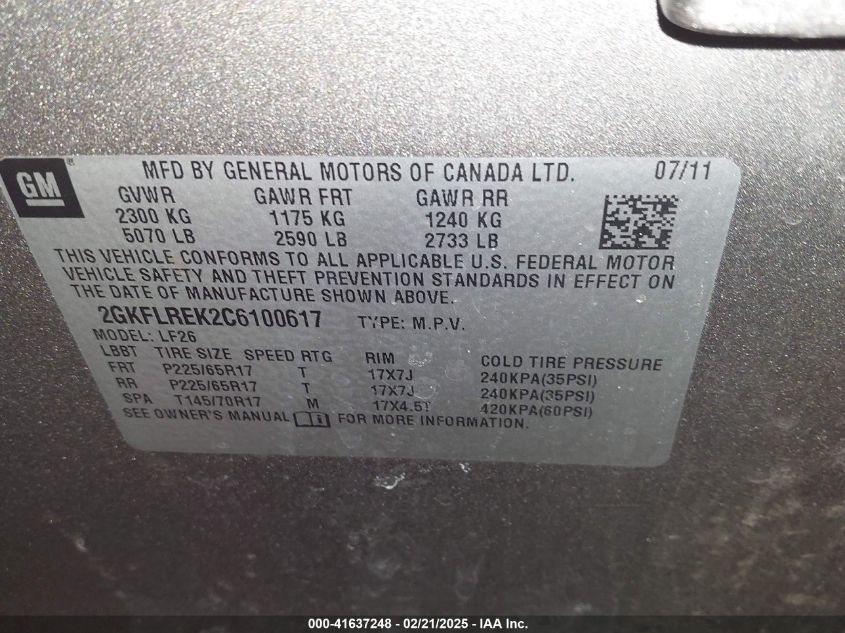 GM
MFD BY GENERAL MOTORS OF CANADA LTD. 07/11
GVWR GAWR FRT GAWR RR
2300 KG 1175 KG 1240 KG
5070 LB 2590 LB 2733 LB
THIS VEHICLE CONFORMS TO ALL APPLICABLE U.S. FEDERAL MOTOR
VEHICLE SAFETY AND THEFT PREVENTION STANDARDS IN EFFECT ON
THE DATE OF MANUFACTURE SHOWN ABOVE.
2GKFLREK2C6100617 TYPE: M.P.V.
MODEL: LF26
LBBT TIRE SIZE SPEED RTG RIM COLD TIRE PRESSURE
FRT P225/65R17 T 17X7J 240KPA(35PSI)
RR P225/65R17 T 17X7J 240KPA(35PSI)
SPA T145/70R17 M 17X4.5T 420KPA(60PSI)
SEE OWNER'S MANUAL FOR MORE INFORMATION.
000-41637248 - 02/21/2025 - IAA Inc.